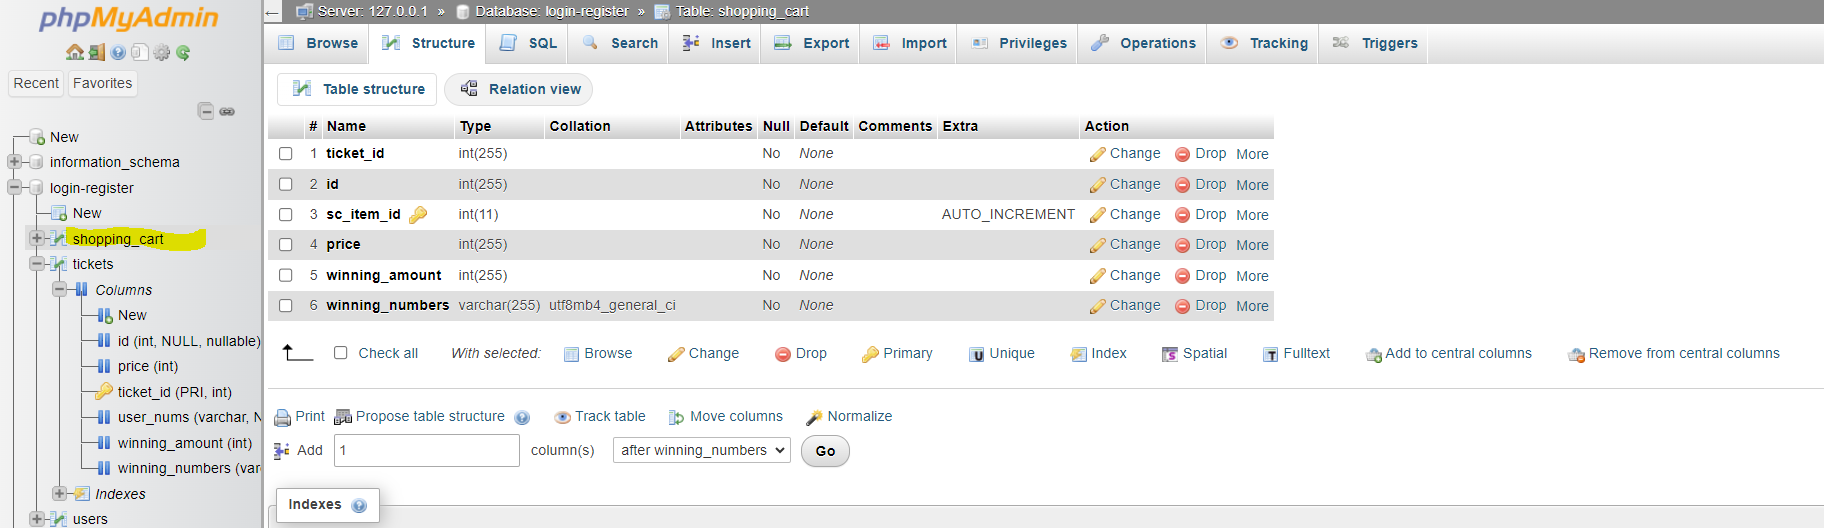 phpMyAdmin
Recent Favorites
New
information_schema
login-register
New
shopping_cart
tickets
Columns
New
id (int, NULL, nullable)
price (int)
ticket_id (PRI, int)
user_nums (varchar, N
winning_amount (int)
winning_numbers (var
Indexes
users
Server: 127.0.0.1 » Database: login-register » Table: shopping_cart
Browse Structure SQL Search Insert Export Import Privileges Operations Tracking Triggers
Table structure Relation view
# Name Type Collation Attributes Null Default Comments Extra Action
1 ticket_id int(255) No None Change Drop More
2 id int(255) No None Change Drop More
3 sc_item_id int(11) No None AUTO_INCREMENT Change Drop More
4 price int(255) No None Change Drop More
5 winning_amount int(255) No None Change Drop More
6 winning_numbers varchar(255) utf8mb4_general_ci No None Change Drop More
Check all With selected: Browse Change Drop Primary Unique Index Spatial Fulltext Add to central columns Remove from central columns
Print Propose table structure Track table Move columns Normalize
Add 1 column(s) after winning_numbers Go
Indexes